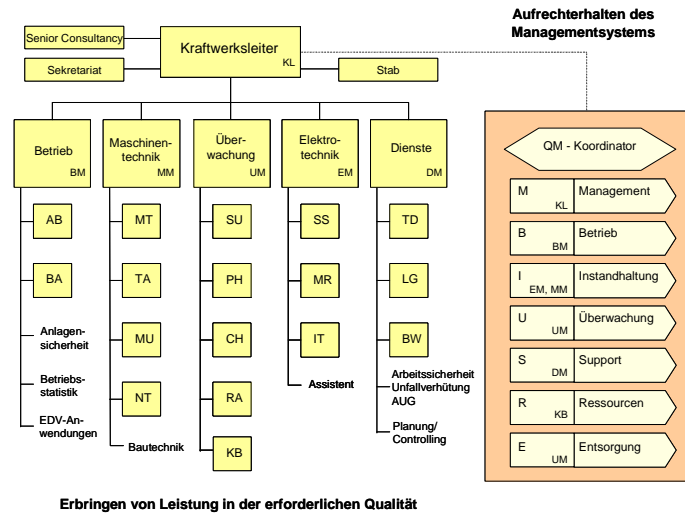 Aufrechterhalten des
Managementsystems
Senior Consultancy
Kraftwerksleiter
KL
Sekretariat
Stab
Betrieb
BM
Maschinen-
technik
MM
Über-
wachung
UM
Elektro-
technik
EM
Dienste
DM
AB
BA
Anlagen-
sicherheit
Betriebs-
statistik
EDV-An-
wendungen
MT
TA
MU
NT
Bautechnik
SU
PH
CH
RA
KB
SS
MR
IT
Assistent
TD
LG
BW
Arbeitssicherheit
Unfallverhütung
AUG
Planung/
Controlling
QM - Koordinator
M
KL
Management
B
BM
Betrieb
I
EM, MM
Instandhaltung
U
UM
Überwachung
S
DM
Support
R
KB
Ressourcen
E
UM
Entsorgung
Erbringen von Leistung in der erforderlichen Qualität